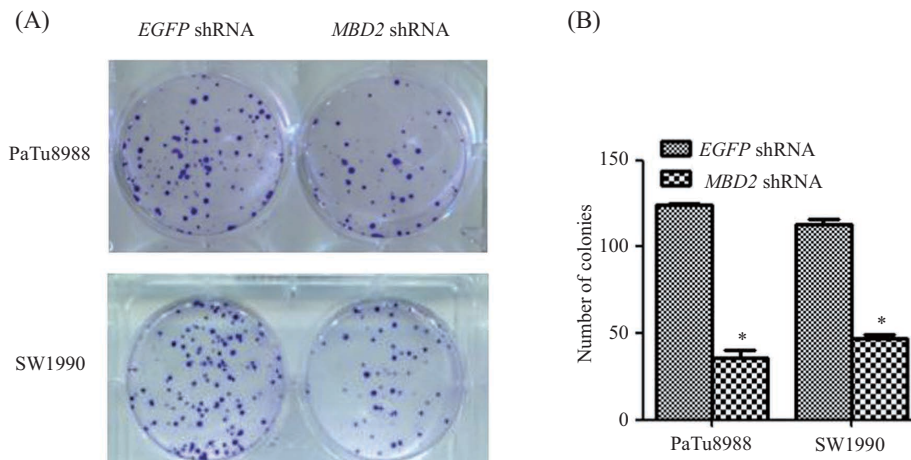 (A)
EGFP shRNA
MBD2 shRNA
PaTu8988
SW1990
(B)
Number of colonies
150
100
50
0
EGFP shRNA
MBD2 shRNA
*
*
PaTu8988
SW1990